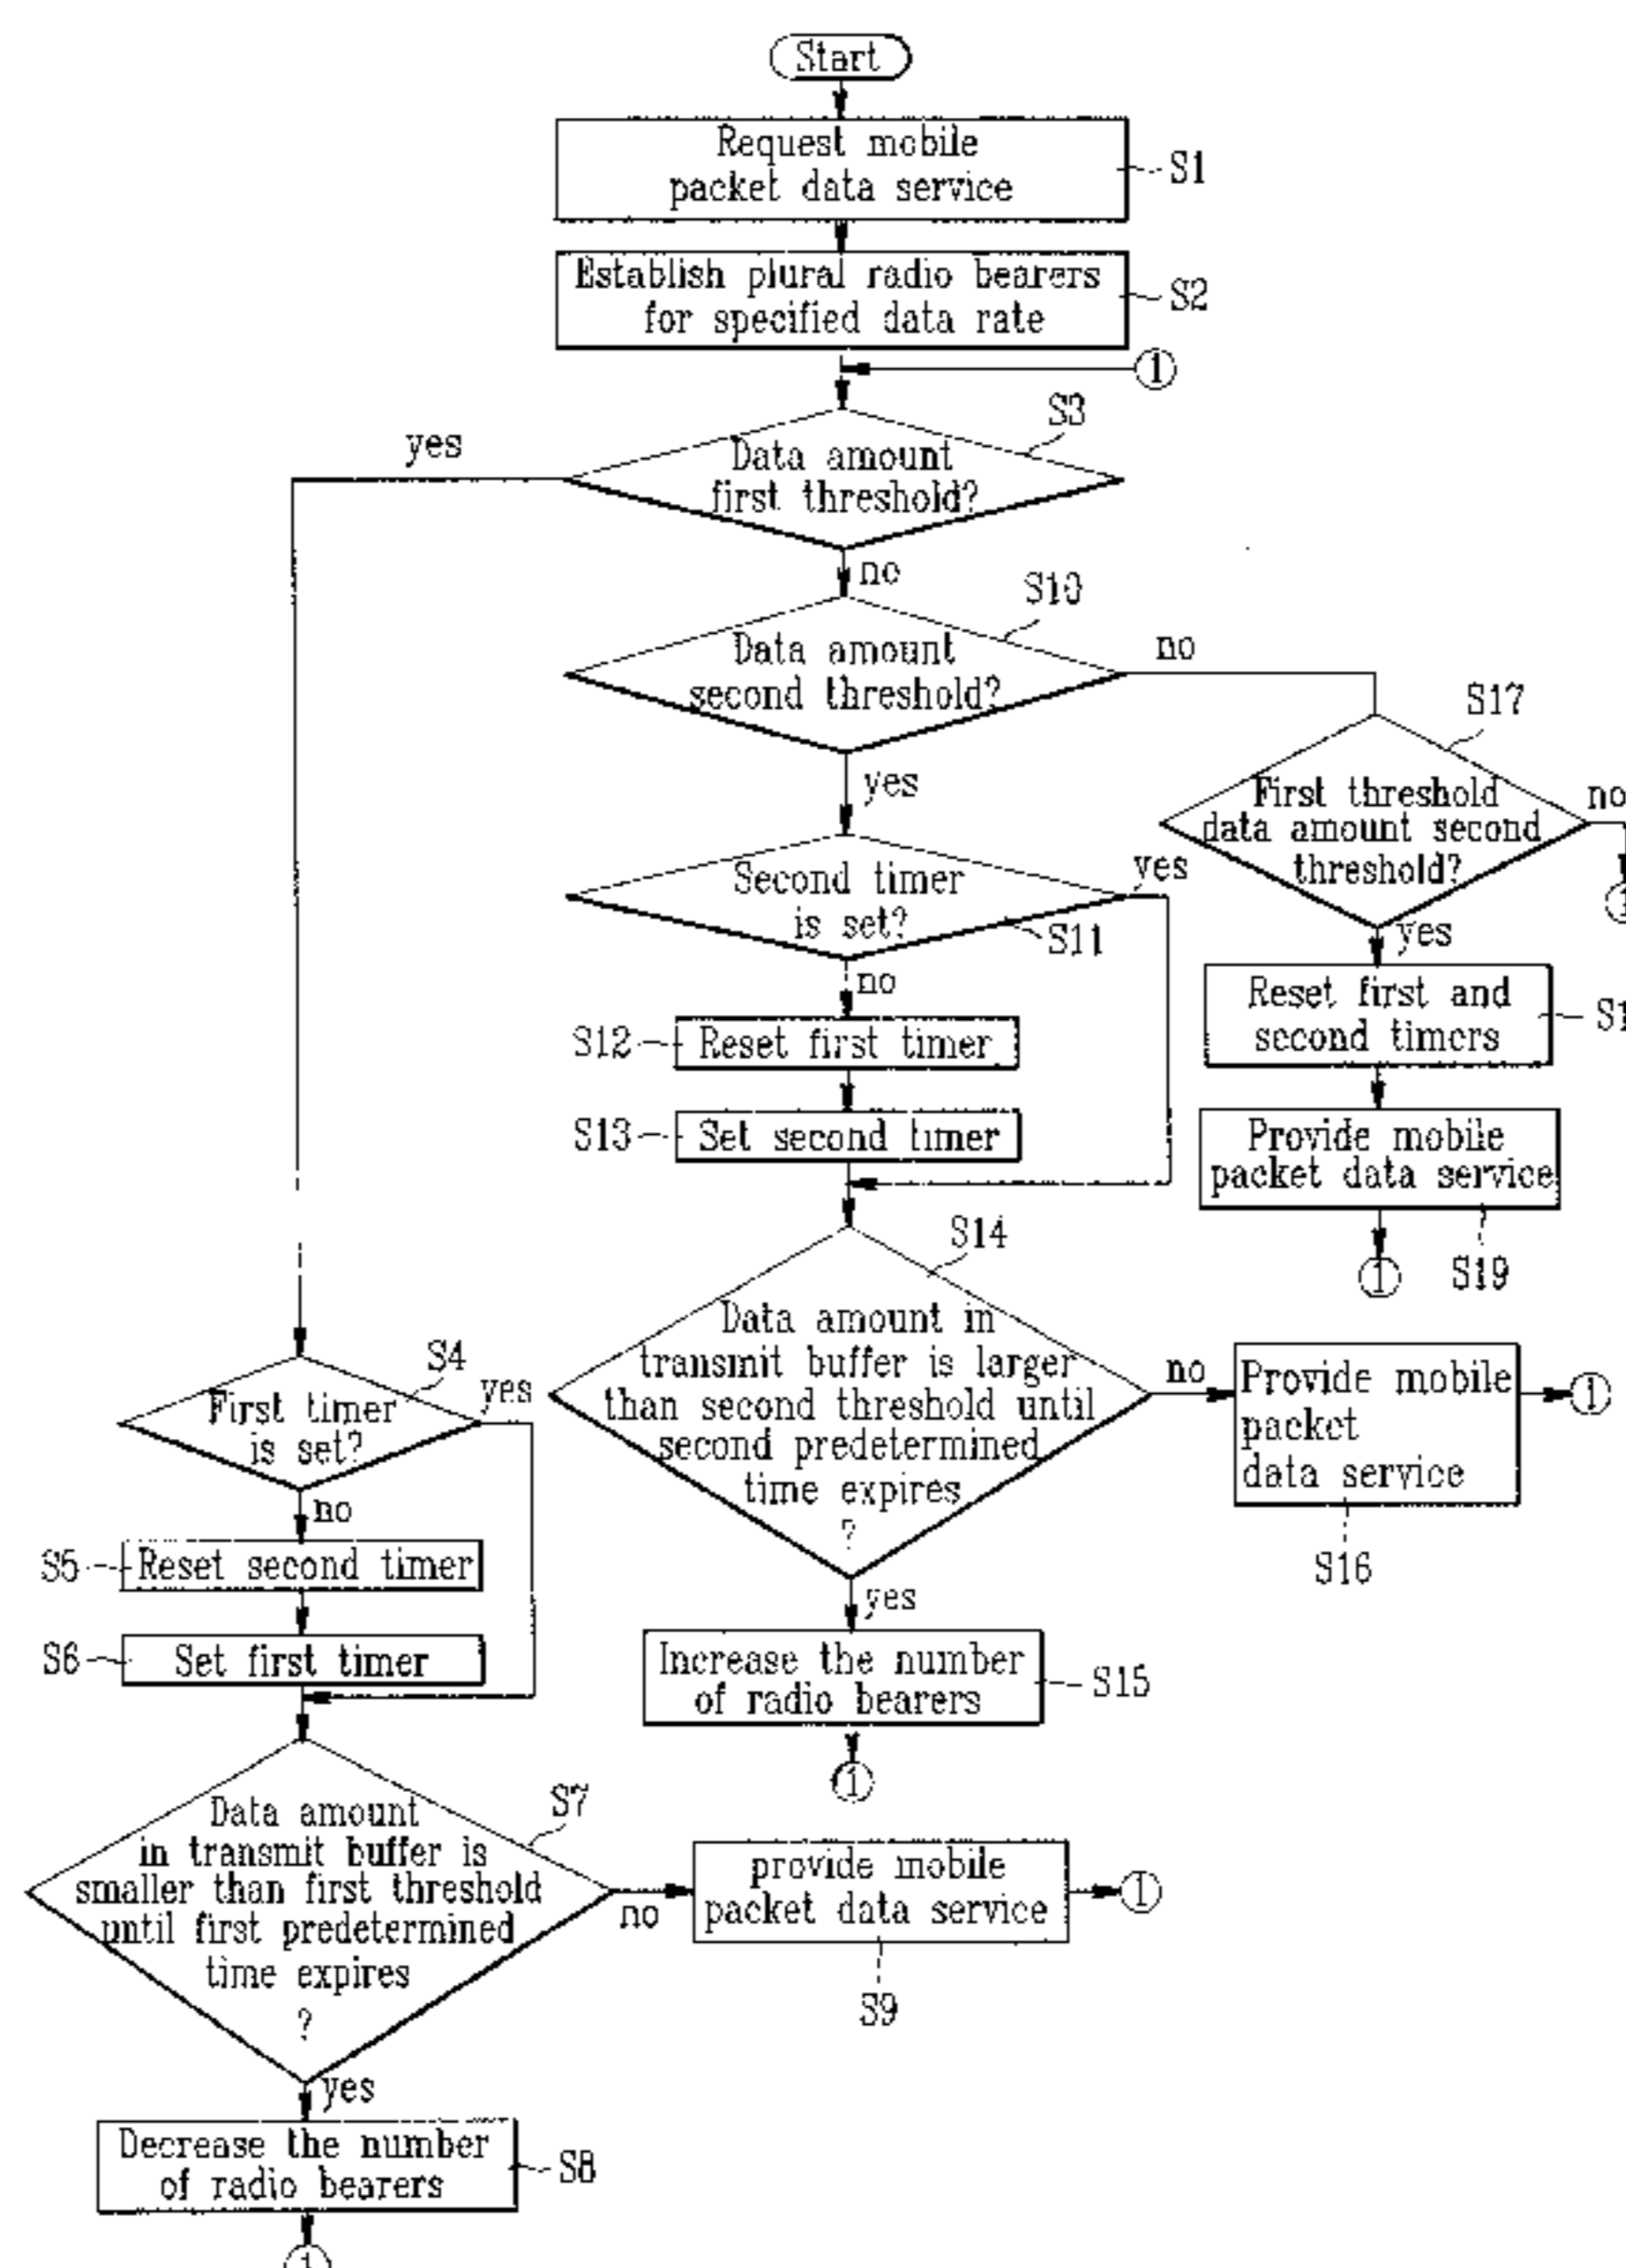 Start
Request mobile
packet data service
S1
Establish plural radio bearers
for specified data rate
S2
1
S3
yes
Data amount
first threshold?
no
S10
Data amount
second threshold?
no
yes
S17
First threshold
data amount second
threshold?
no
yes
Second timer
is set?
yes
S11
no
Reset first and
second timers
S12
Reset first timer
S13
Set second timer
Provide mobile
packet data service
S19
1
S14
Data amount in
transmit buffer is larger
than second threshold until
second predetermined
time expires
?
no
Provide mobile
packet
data service
1
S16
yes
Increase the number
of radio bearers
S15
1
S4
First timer
is set?
yes
no
S5
Reset second timer
S6
Set first timer
S7
Data amount
in transmit buffer is
smaller than first threshold
until first predetermined
time expires
?
no
provide mobile
packet data service
1
S9
yes
Decrease the number
of radio bearers
S8
1